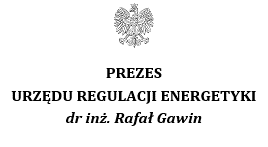 PREZES
URZĘDU REGULACJI ENERGETYKI
dr inż. Rafał Gawin